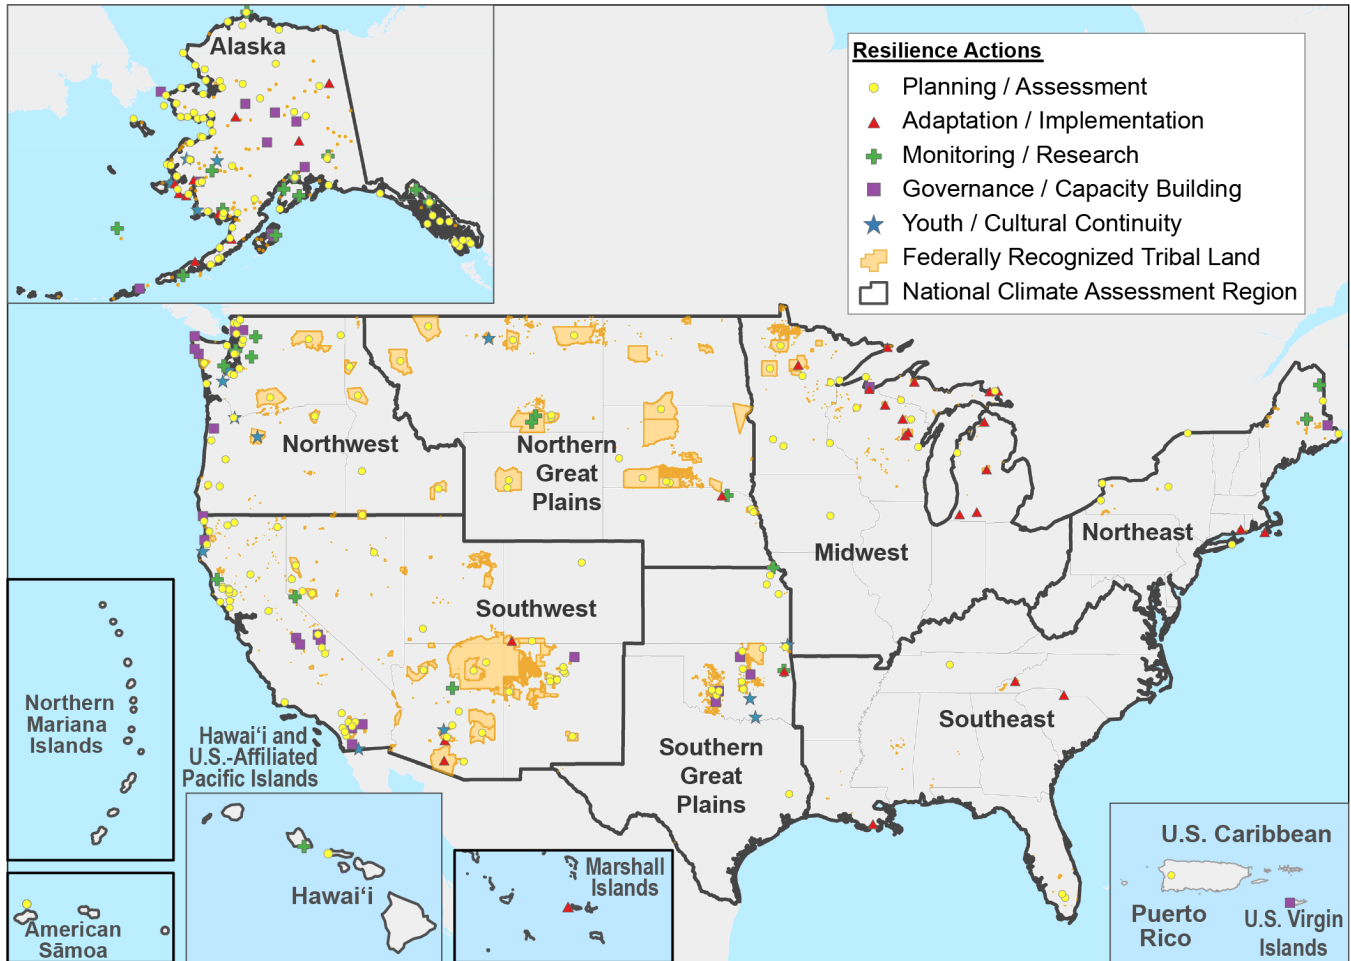 Alaska
Resilience Actions
Planning / Assessment
Adaptation / Implementation
Monitoring / Research
Governance / Capacity Building
Youth / Cultural Continuity
Federally Recognized Tribal Land
National Climate Assessment Region
Northwest
Northern
Great
Plains
Midwest
Northeast
Southwest
Southeast
Southern
Great
Plains
Northern
Mariana
Islands
Hawaiʻi and
U.S.-Affiliated
Pacific Islands
Hawaiʻi
American
Sāmoa
Marshall
Islands
U.S. Caribbean
Puerto
Rico
U.S. Virgin
Islands